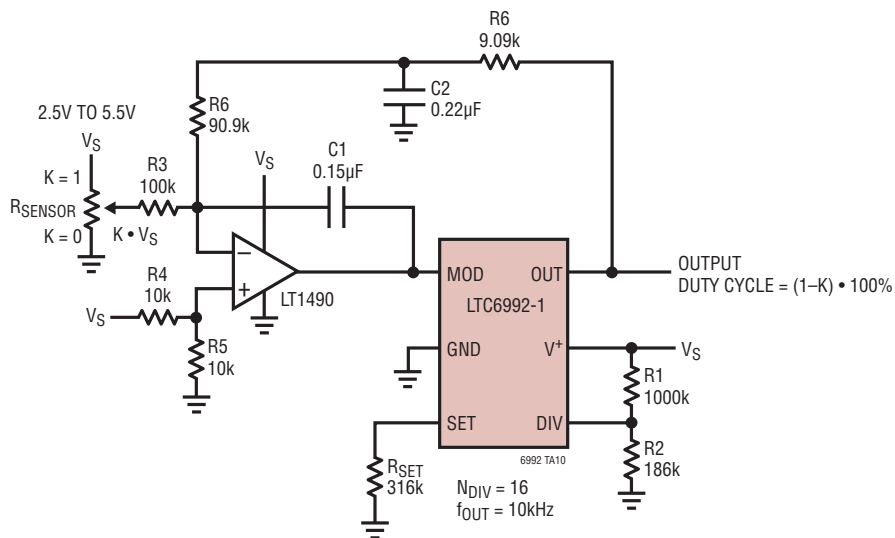 R6
9.09k
C2
0.22µF
R6
90.9k
2.5V TO 5.5V
VS
K = 1
RSENSOR
K = 0
R3
100k
K • VS
VS
C1
0.15µF
−
+
LT1490
R4
10k
VS
R5
10k
MOD
OUT
LTC6992-1
GND
V+
SET
DIV
OUTPUT
DUTY CYCLE = (1–K) • 100%
VS
R1
1000k
R2
186k
6992 TA10
RSET
316k
NDIV = 16
fOUT = 10kHz